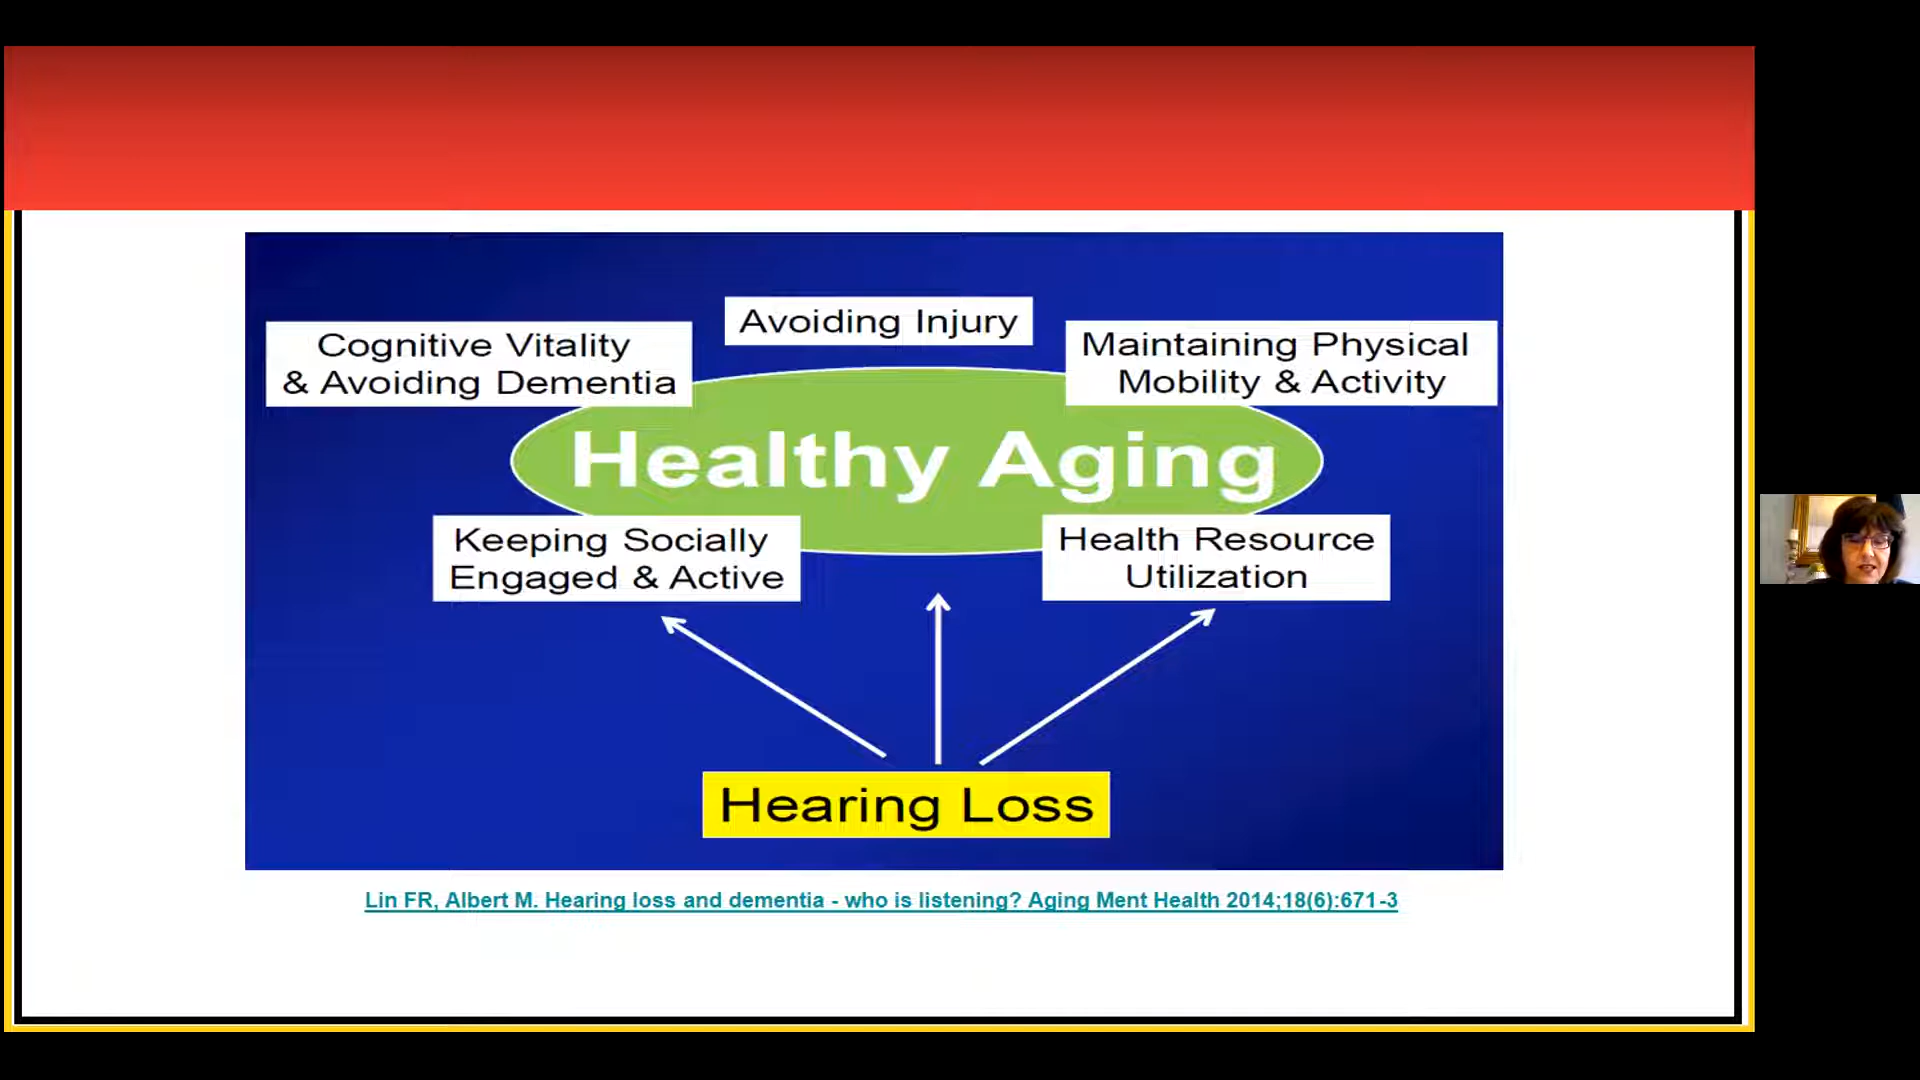 Avoiding Injury
Cognitive Vitality
& Avoiding Dementia
Maintaining Physical
Mobility & Activity
Healthy Aging
Keeping Socially
Engaged & Active
Health Resource
Utilization
Hearing Loss
Lin FR, Albert M. Hearing loss and dementia - who is listening? Aging Ment Health 2014;18(6):671-3